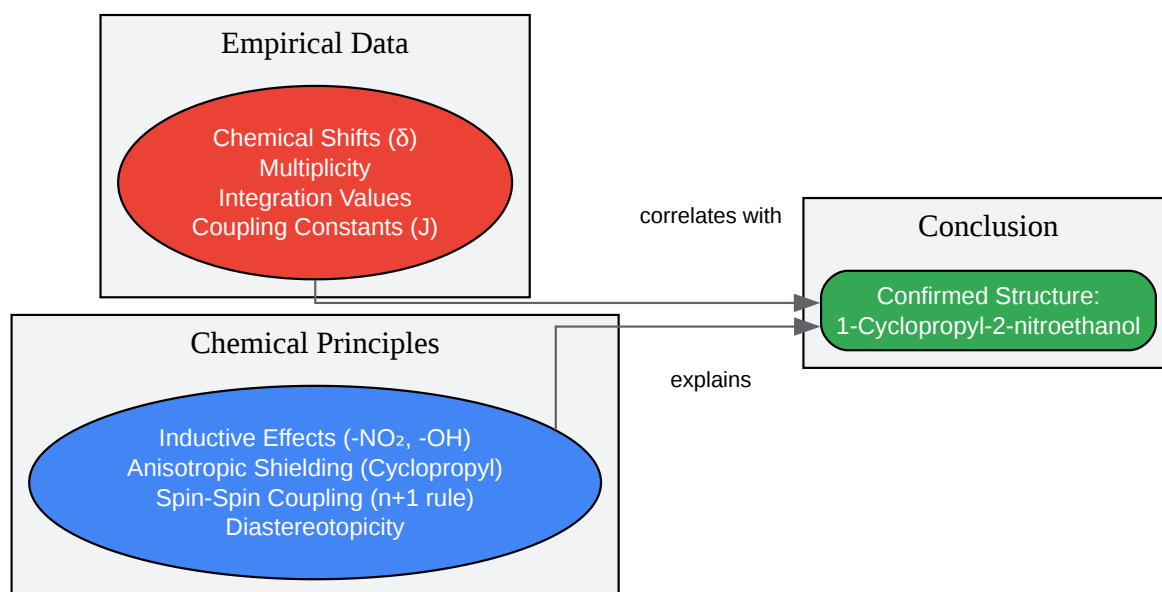 Empirical Data
Chemical Shifts (δ)
Multiplicity
Integration Values
Coupling Constants (J)
correlates with
Conclusion
Confirmed Structure:
1-Cyclopropyl-2-nitroethanol
Chemical Principles
Inductive Effects (-NO₂, -OH)
Anisotropic Shielding (Cyclopropyl)
Spin-Spin Coupling (n+1 rule)
Diastereotopicity
explains